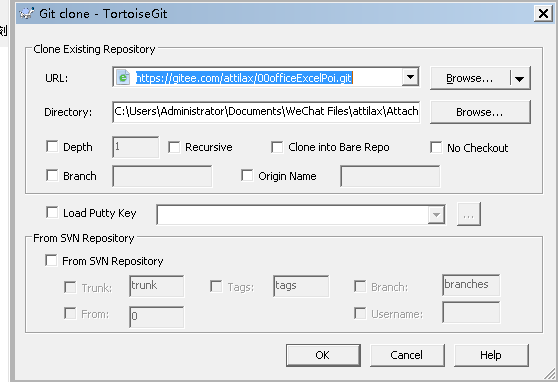 刻
Git clone - TortoiseGit
Clone Existing Repository
URL: https://gitee.com/attilax/00officeExcelPoi.git Browse...
Directory: C:\Users\Administrator\Documents\WeChat Files\attilax\Attach Browse...
Depth 1 Recursive Clone into Bare Repo No Checkout
Branch Origin Name
Load Putty Key ...
From SVN Repository
From SVN Repository
Trunk: trunk Tags: tags Branch: branches
From: 0 Username:
OK Cancel Help